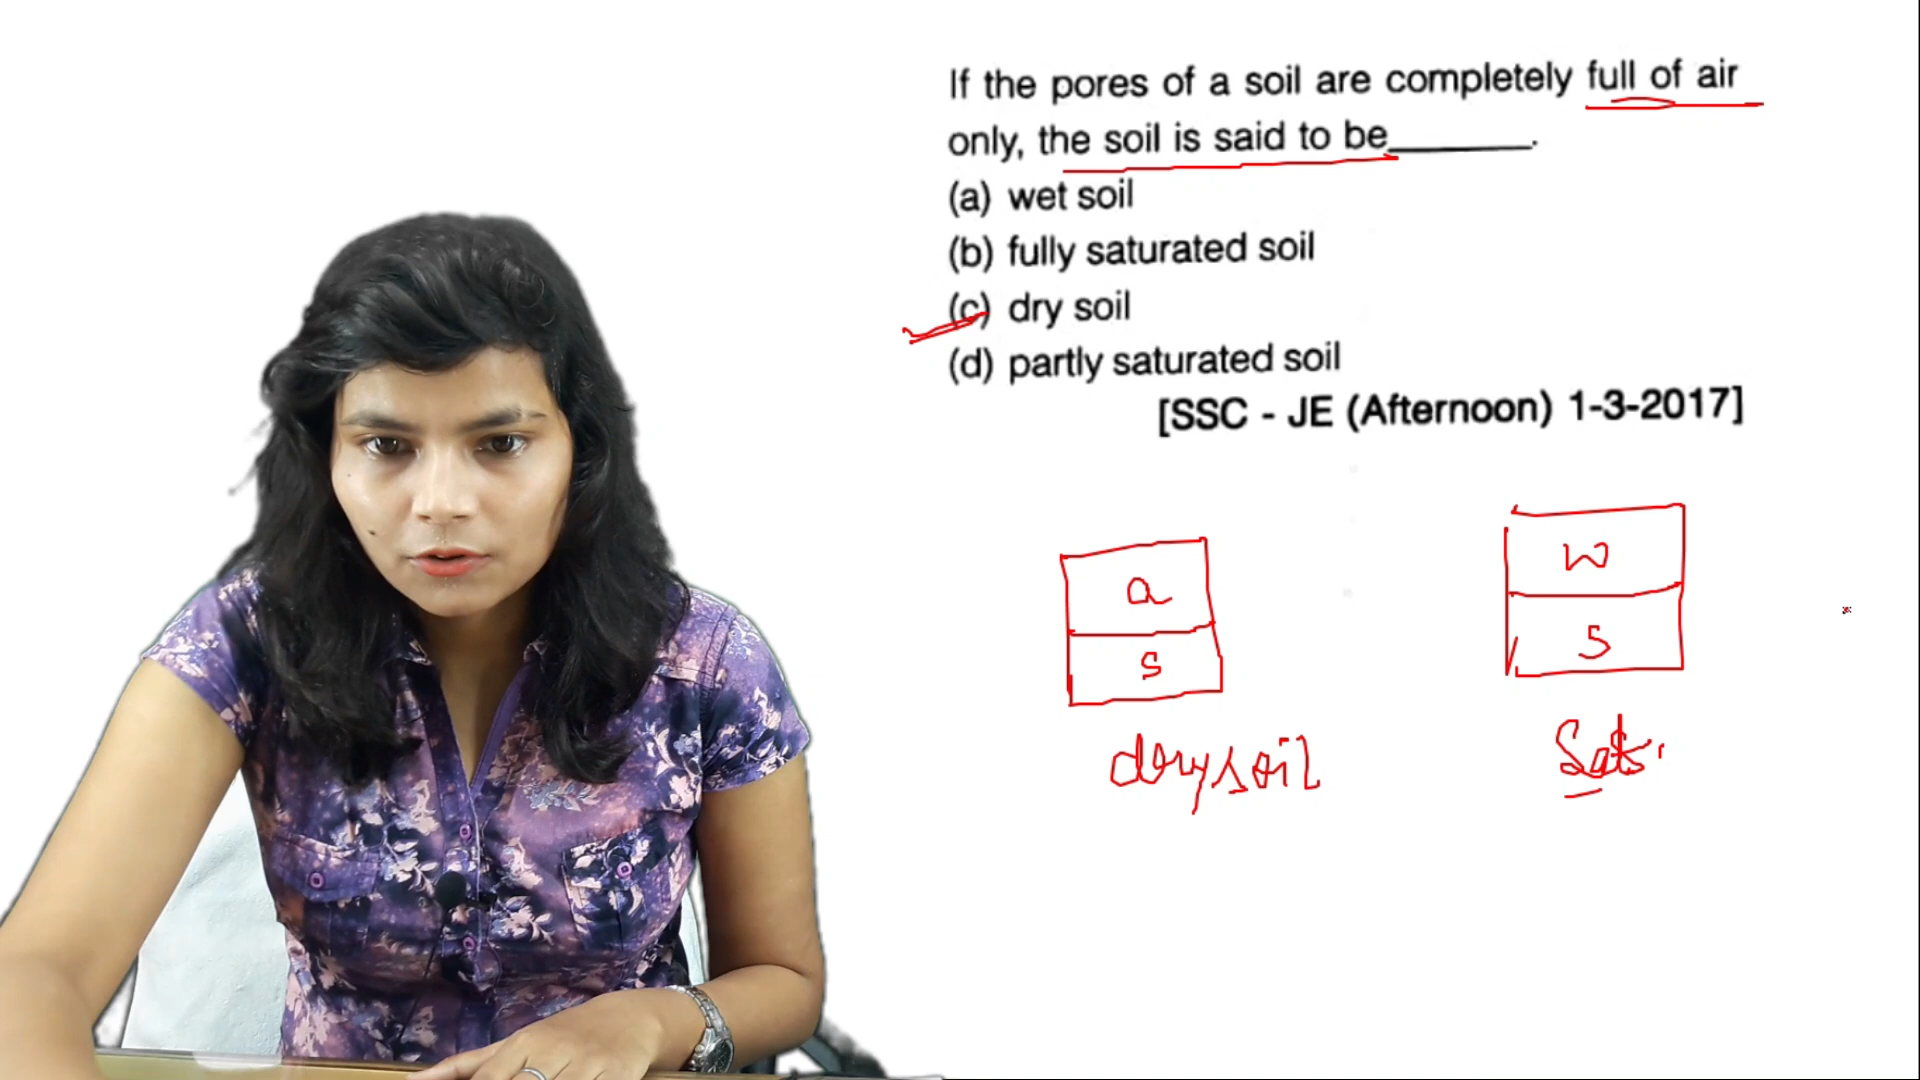 If the pores of a soil are completely full of air
only, the soil is said to be_______.
(a) wet soil
(b) fully saturated soil
(c) dry soil
(d) partly saturated soil
[SSC - JE (Afternoon) 1-3-2017]
a
s
dry soil
W
S
Sat.